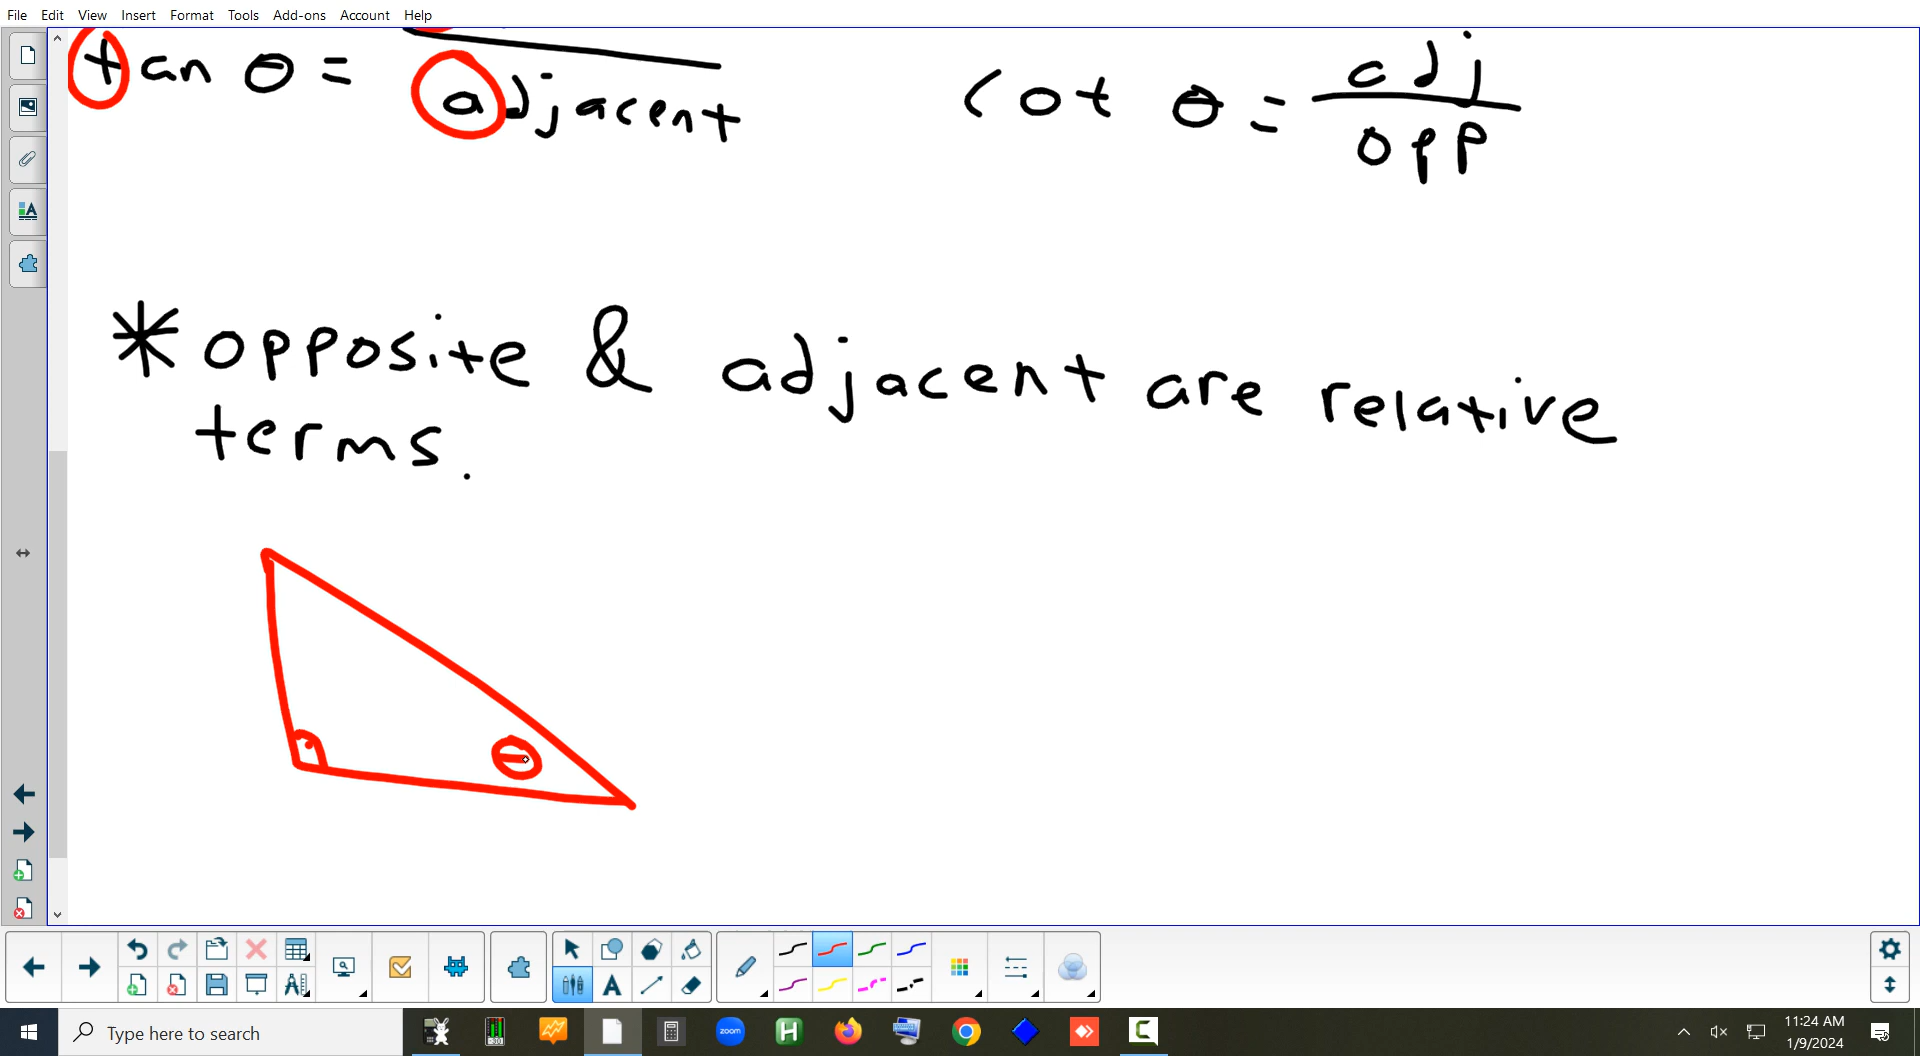 File Edit View Insert Format Tools Add-ons Account Help
tan θ = ―
adjacent
cot θ = adj
opp
*opposite & adjacent are relative
terms.
θ
A
A
zoom
H
C
Type here to search
11:24 AM
1/9/2024